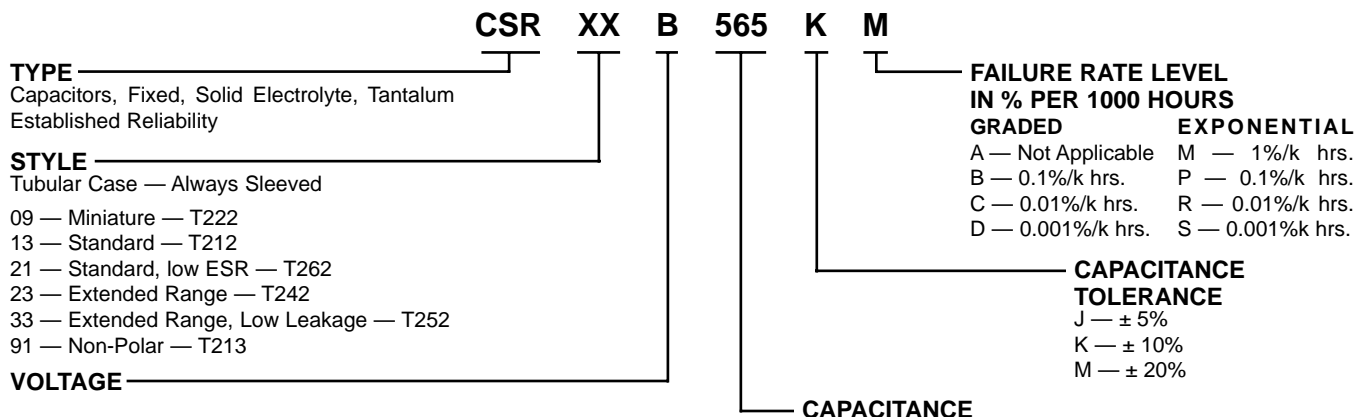 CSR XX B 565 K M
TYPE
Capacitors, Fixed, Solid Electrolyte, Tantalum
Established Reliability
STYLE
Tubular Case — Always Sleeved
09 — Miniature — T222
13 — Standard — T212
21 — Standard, low ESR — T262
23 — Extended Range — T242
33 — Extended Range, Low Leakage — T252
91 — Non-Polar — T213
VOLTAGE
FAILURE RATE LEVEL
IN % PER 1000 HOURS
GRADED EXPONENTIAL
A — Not Applicable M — 1%/k hrs.
B — 0.1%/k hrs. P — 0.1%/k hrs.
C — 0.01%/k hrs. R — 0.01%/k hrs.
D — 0.001%/k hrs. S — 0.001%k hrs.
CAPACITANCE
TOLERANCE
J — ± 5%
K — ± 10%
M — ± 20%
CAPACITANCE